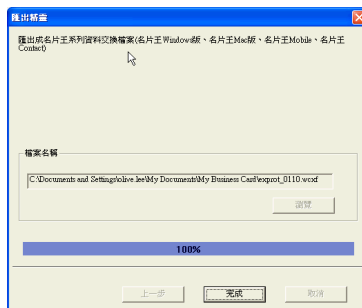 匯出精靈
匯出成名片王系列資料交換檔案(名片王Windows版、名片王Mac版、名片王Mobile、名片王
Contact)
檔案名稱
C:\Documents and Settings\olive.lee\My Documents\My Business Card\exprot_0110.wcxf
瀏覽
100%
上一步
完成
取消